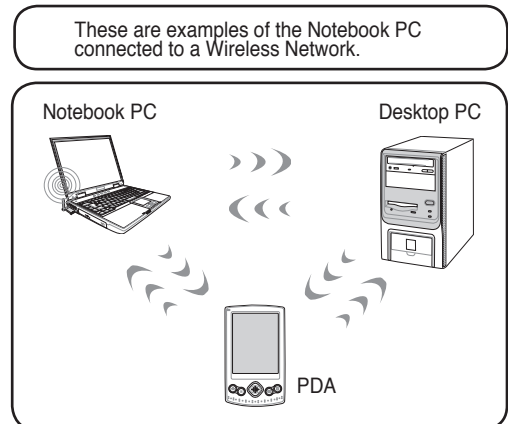 These are examples of the Notebook PC
connected to a Wireless Network.
Notebook PC
Desktop PC
PDA